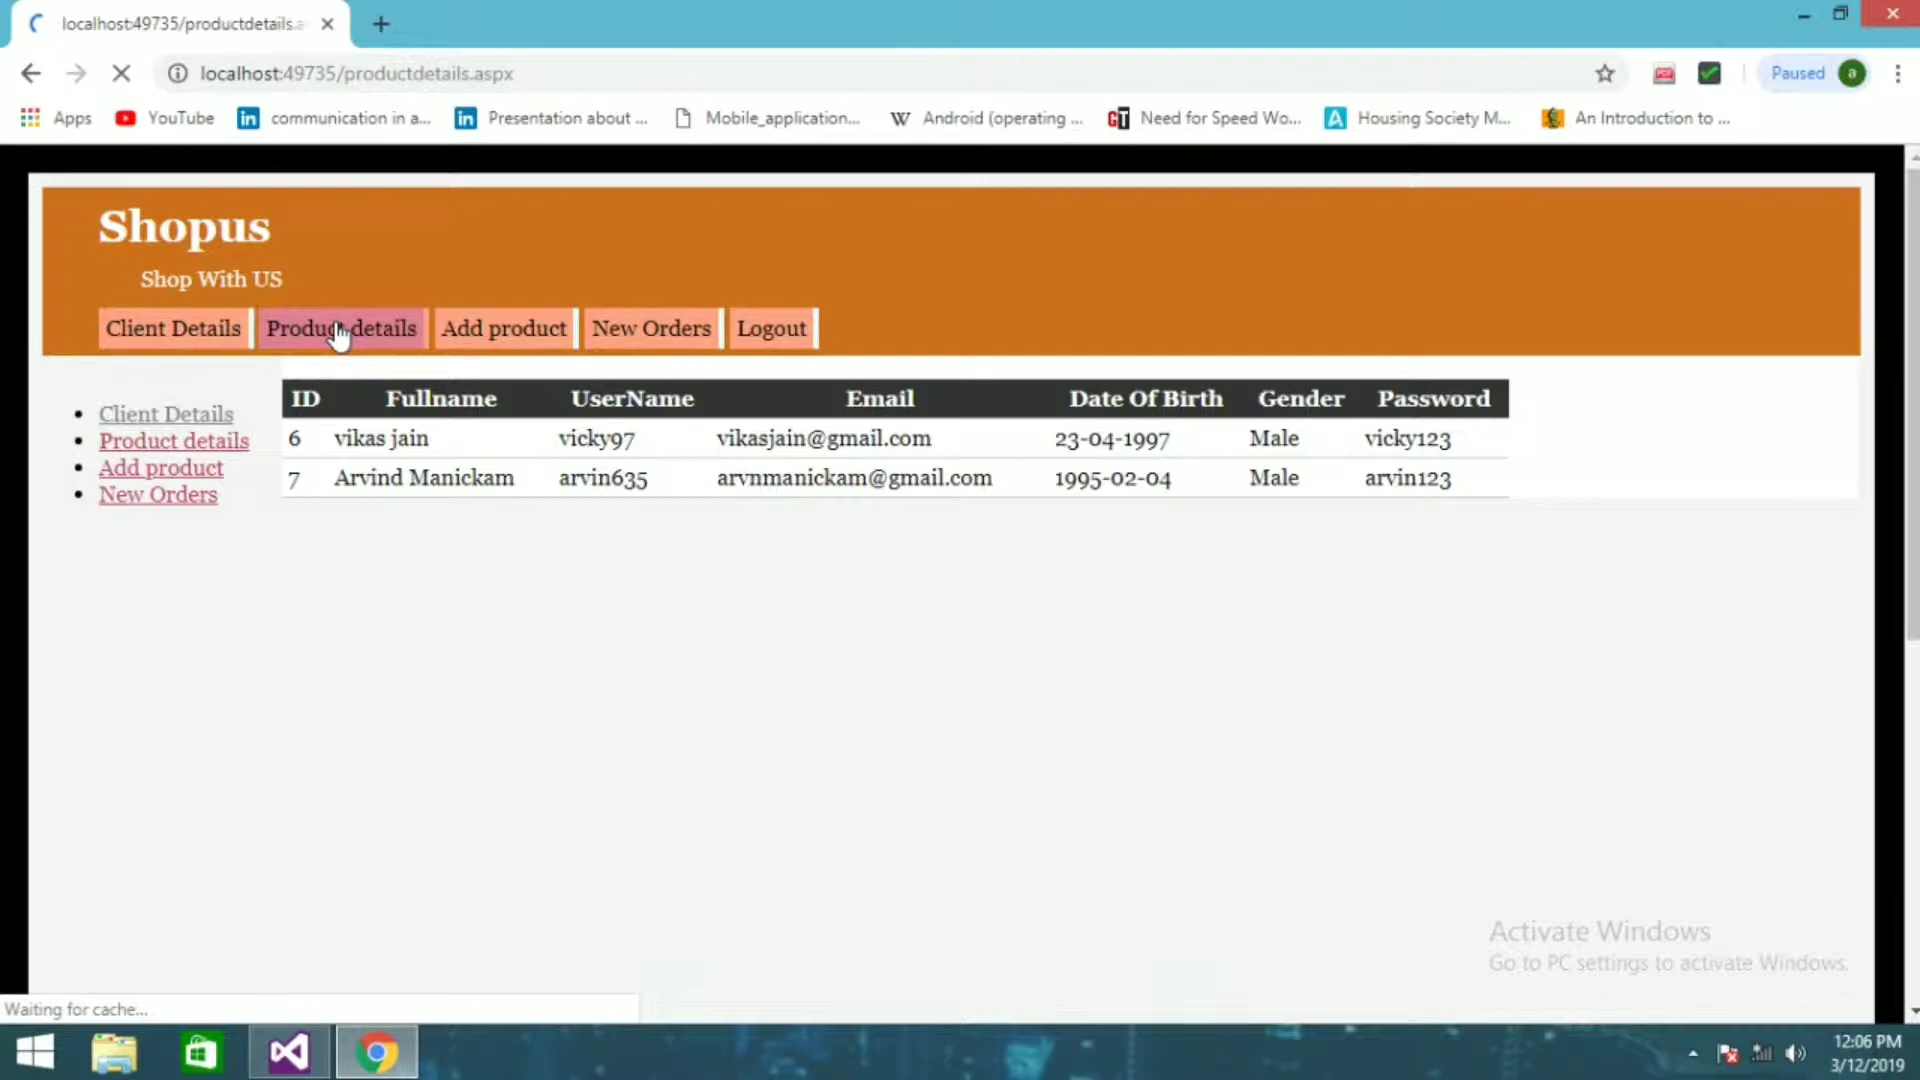 localhost:49735/productdetails.a
localhost:49735/productdetails.aspx
Paused a
Apps YouTube communication in a... Presentation about ... Mobile_application... Android (operating ... Need for Speed Wo... Housing Society M... An Introduction to ...
Shopus
Shop With US
Client Details Product details Add product New Orders Logout
Client Details
Product details
Add product
New Orders
ID Fullname UserName Email Date Of Birth Gender Password
6 vikas jain vicky97 vikasjain@gmail.com 23-04-1997 Male vicky123
7 Arvind Manickam arvin635 arvnmanickam@gmail.com 1995-02-04 Male arvin123
Activate Windows
Go to PC settings to activate Windows.
Waiting for cache...
12:06 PM
3/12/2019